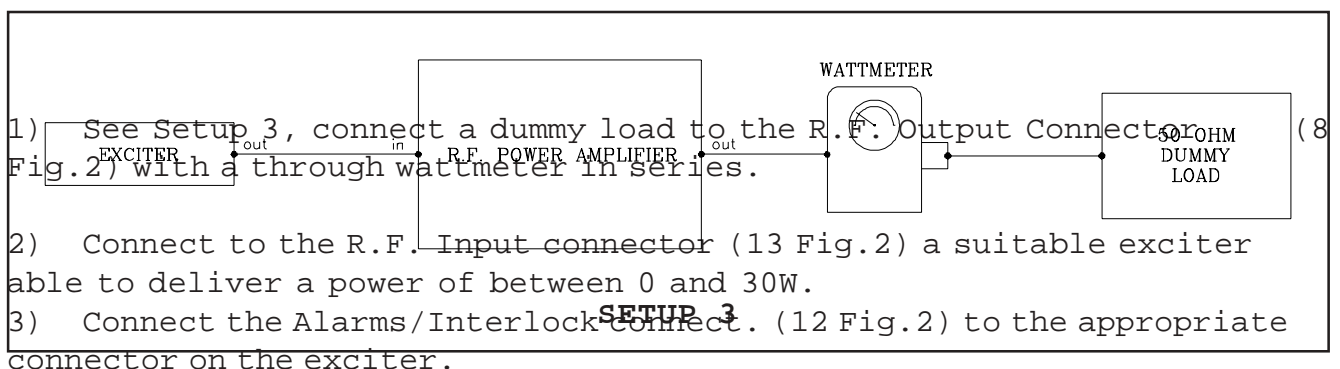 WATTMETER
1) See Setup 3, connect a dummy load to the R.F. Output Connector (8
Fig.2) with a through wattmeter in series.
EXCITER
out
in
R.F. POWER AMPLIFIER
out
50 OHM
DUMMY
LOAD
2) Connect to the R.F. Input connector (13 Fig.2) a suitable exciter
able to deliver a power of between 0 and 30W.
SETUP 3
3) Connect the Alarms/Interlock connect. (12 Fig.2) to the appropriate
connector on the exciter.